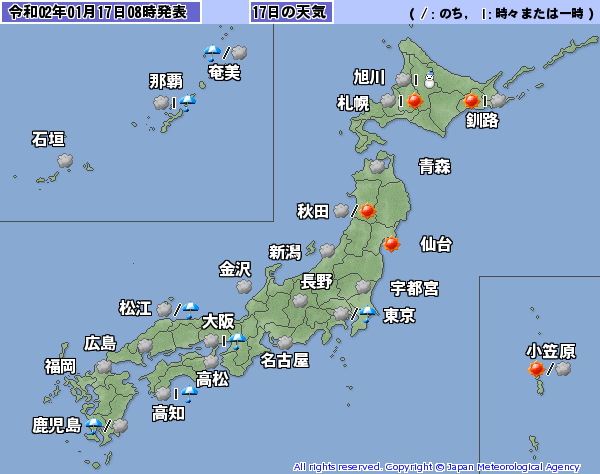 令和02年01月17日08時発表
17日の天気
( / : のち, | : 時々または一時 )
奄美
那覇
石垣
旭川
札幌
釧路
青森
秋田
仙台
新潟
金沢
長野
宇都宮
松江
大阪
東京
広島
名古屋
福岡
高松
高知
鹿児島
小笠原
All rights reserved. Copyright © Japan Meteorological Agency